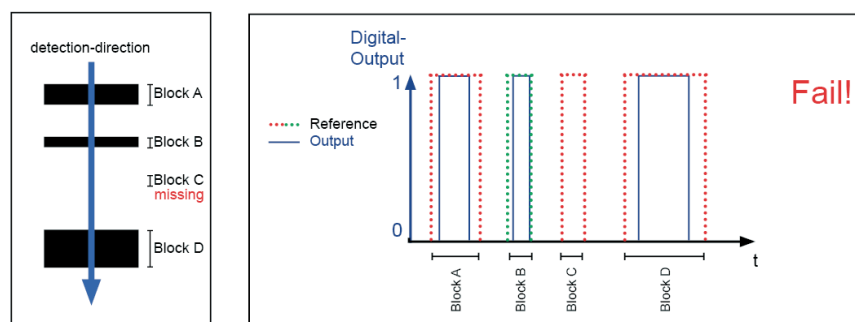 detection-direction
Block A
Block B
Block C
missing
Block D
Digital-
Output
1
Fail!
Reference
Output
0
t
Block A
Block B
Block C
Block D